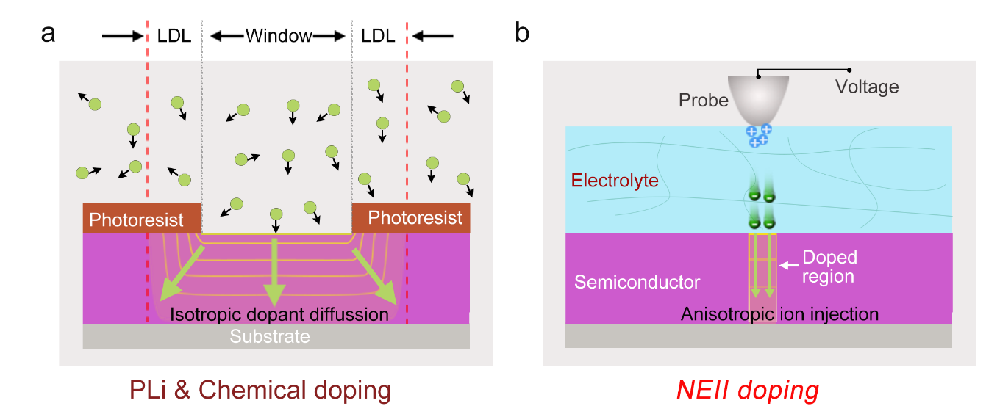 a
LDL
Window
LDL
Photoresist
Photoresist
Isotropic dopant diffussion
Substrate
PLi & Chemical doping
b
Voltage
Probe
Electrolyte
Doped
region
Semiconductor
Anisotropic ion injection
NEII doping